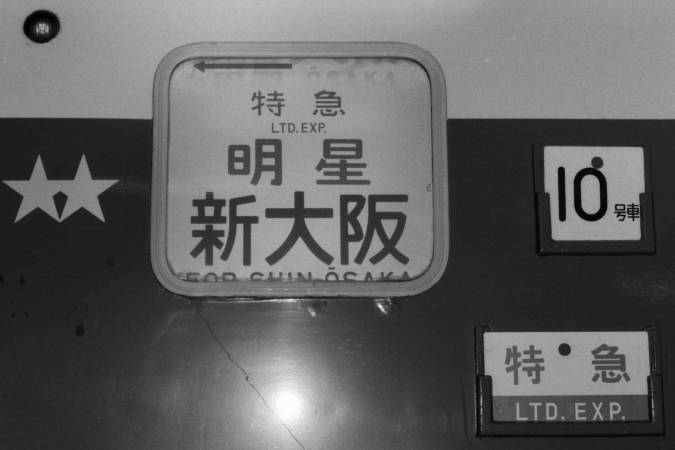 ŌSAKA
特急
LTD. EXP.
明星
新大阪
FOR SHIN-ŌSAKA
10号車
特急
LTD. EXP.